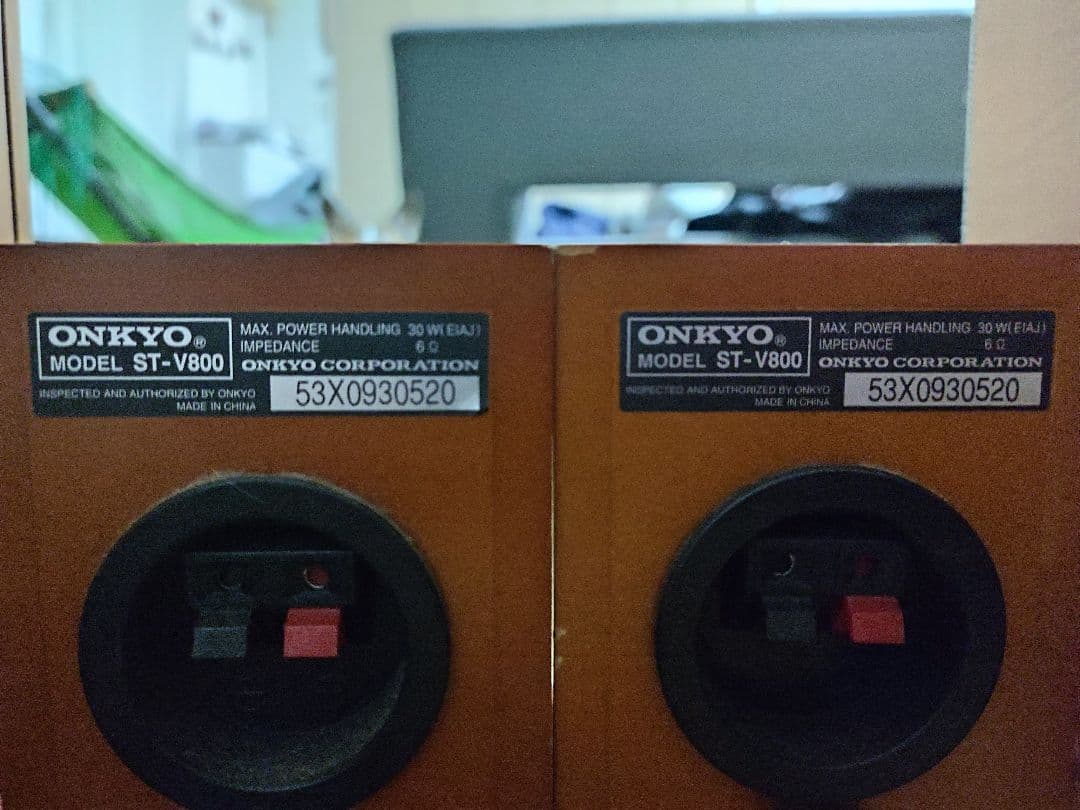 ONKYO®
MODEL ST-V800
MAX. POWER HANDLING 30 W(EIAJ)
IMPEDANCE 6 Ω
ONKYO CORPORATION
INSPECTED AND AUTHORIZED BY ONKYO
MADE IN CHINA
53X0930520
ONKYO®
MODEL ST-V800
MAX. POWER HANDLING 30 W(EIAJ)
IMPEDANCE 6 Ω
ONKYO CORPORATION
INSPECTED AND AUTHORIZED BY ONKYO
MADE IN CHINA
53X0930520